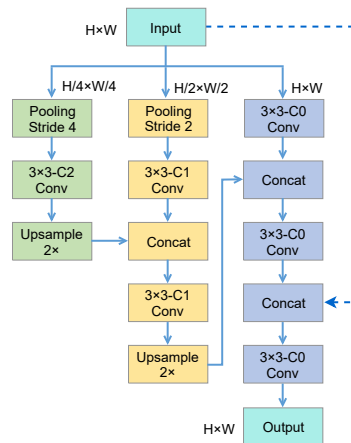 H×W
Input
H/4×W/4
H/2×W/2
H×W
Pooling
Stride 4
Pooling
Stride 2
3×3-C0
Conv
3×3-C2
Conv
3×3-C1
Conv
Concat
Upsample
2×
Concat
3×3-C0
Conv
3×3-C1
Conv
Concat
Upsample
2×
3×3-C0
Conv
H×W
Output